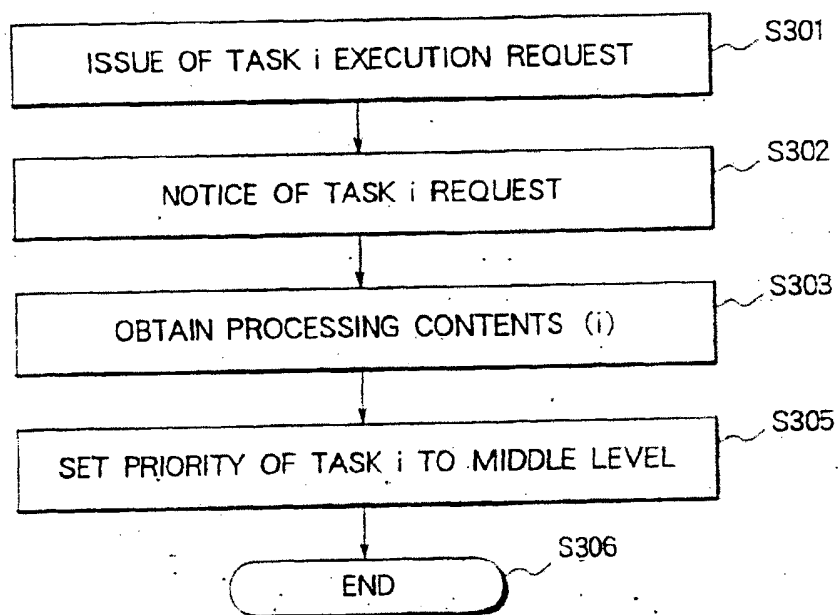 ISSUE OF TASK i EXECUTION REQUEST
S301
NOTICE OF TASK i REQUEST
S302
OBTAIN PROCESSING CONTENTS (i)
S303
SET PRIORITY OF TASK i TO MIDDLE LEVEL
S305
END
S306